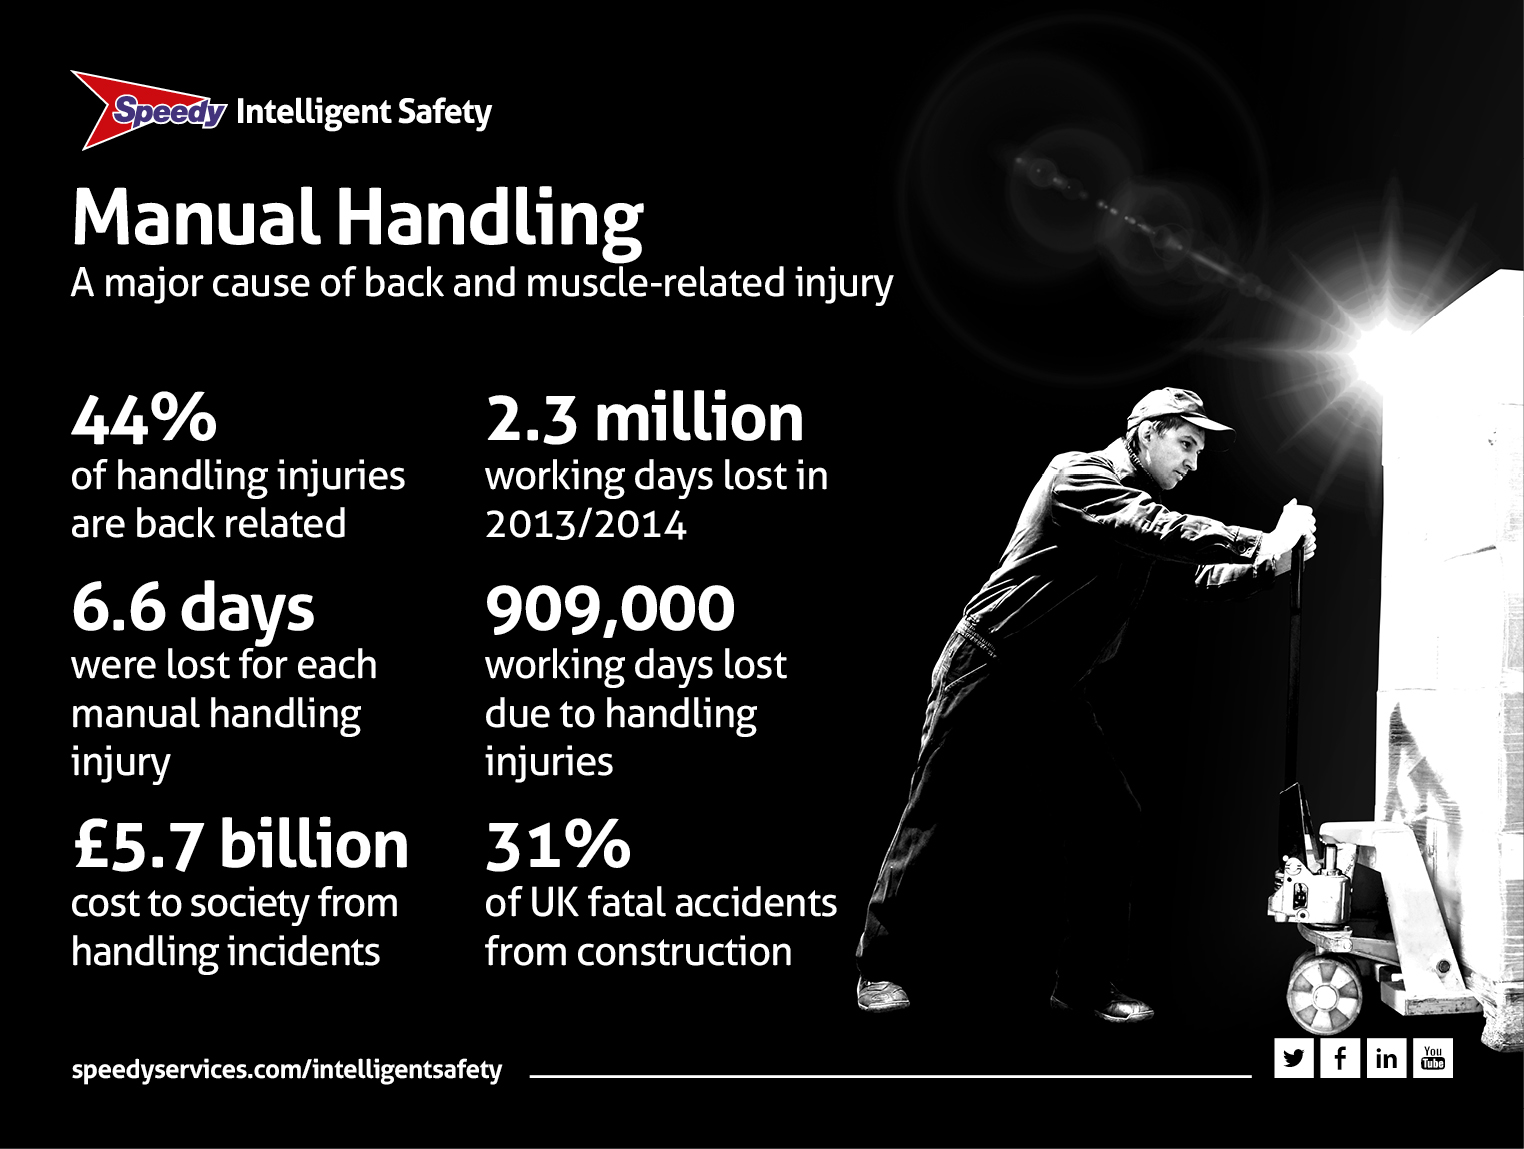 Speedy Intelligent Safety
Manual Handling
A major cause of back and muscle-related injury
44%
of handling injuries
are back related
2.3 million
working days lost in
2013/2014
6.6 days
were lost for each
manual handling
injury
909,000
working days lost
due to handling
injuries
£5.7 billion
cost to society from
handling incidents
31%
of UK fatal accidents
from construction
speedyservices.com/intelligentsafety
f
in
You
Tube